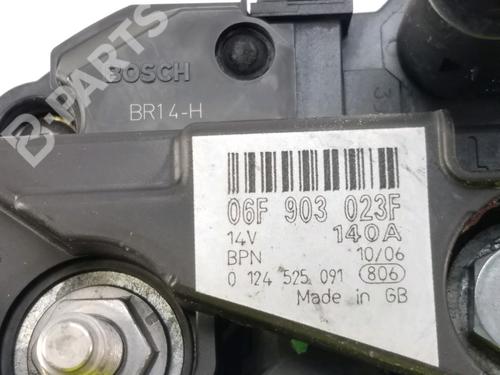 B-PARTS
BOSCH
BR14-H
3
06F 903 023F
14V 140A
BPN 10/06
0 124 525 091 806
Made in GB